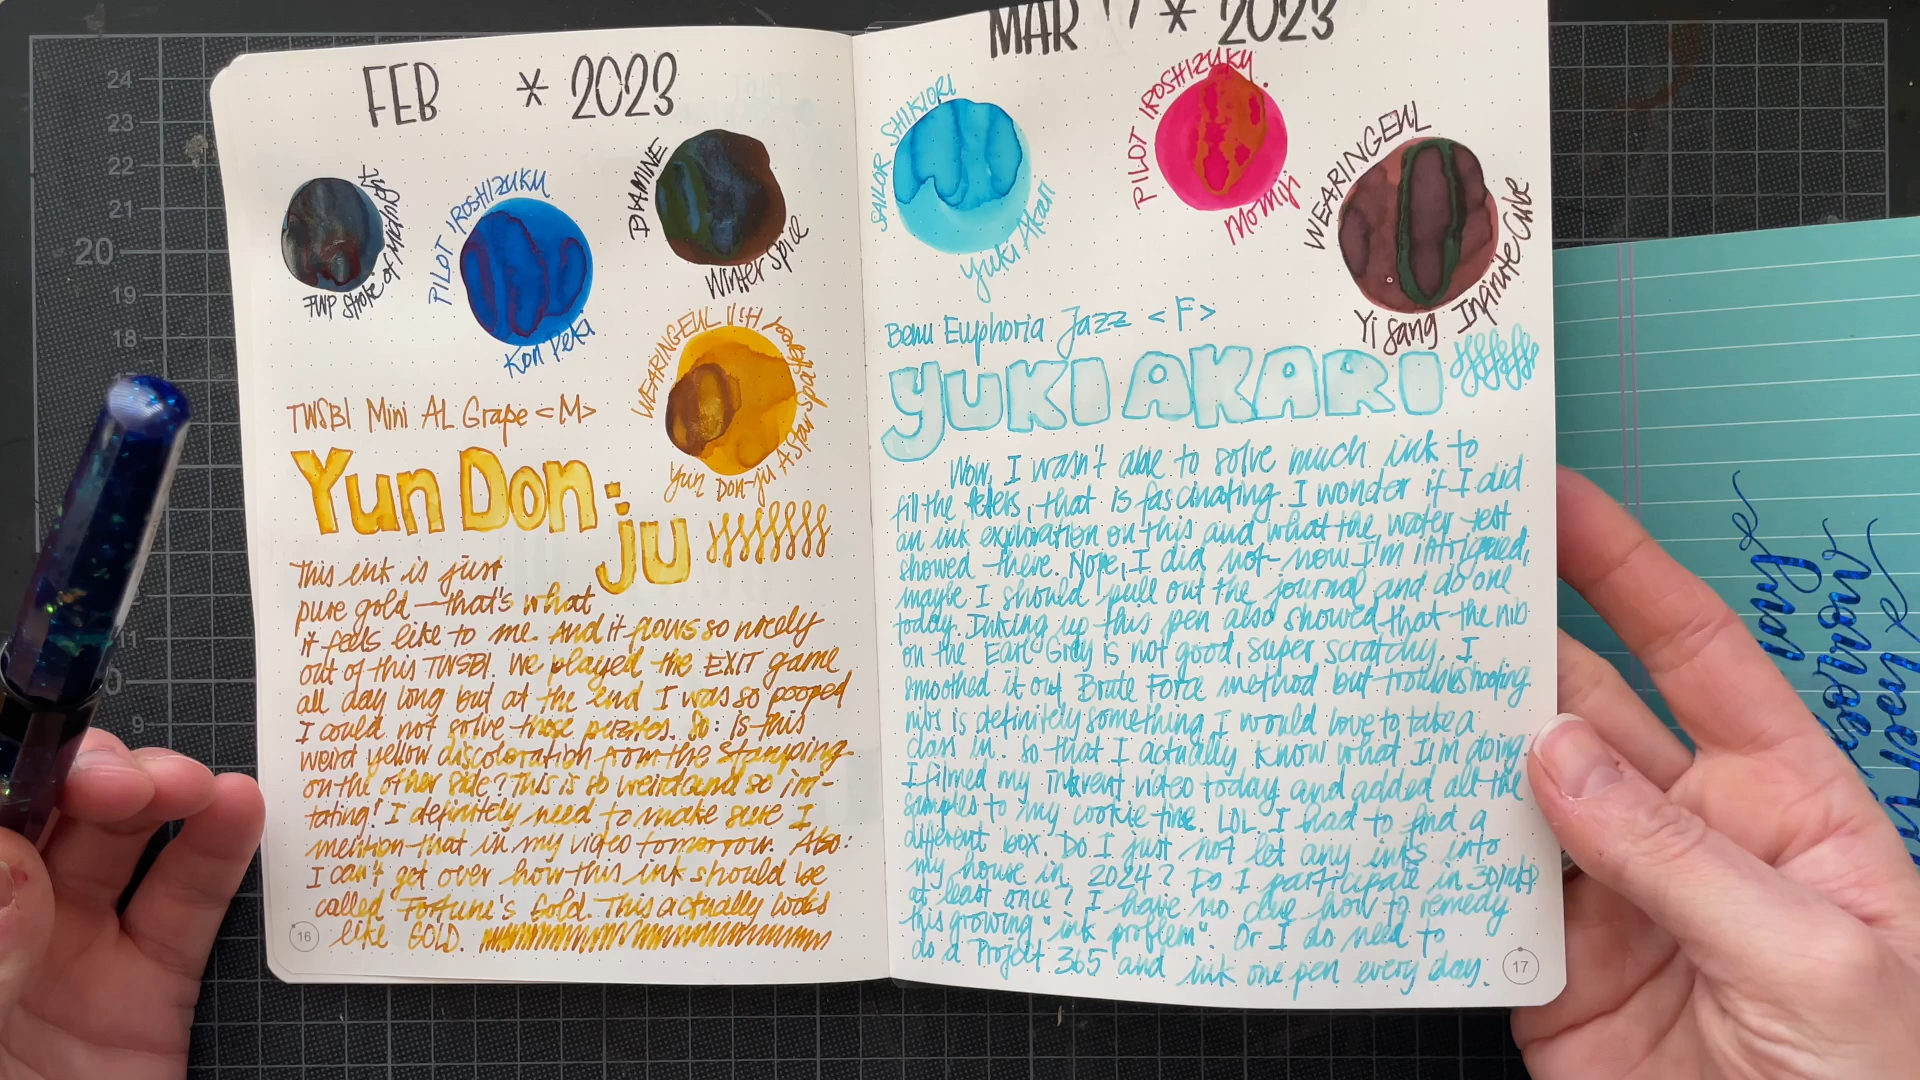 FEB * 2023
FWP Stroke of Midnight
PILOT IROSHIZUKU
Kon Peki
DIAMINE
Winter Spice
WEARINGEUL
Yun Don-ju A Star
TWSBI Mini AL Grape <M>
Yun Don-
ju
This ink is just
pure gold – that's what
it feels like to me. And it flows so nicely
out of this TWSBI. We played the EXIT game
all day long but at the end I was so pooped
I could not solve those puzzles. So: is this
weird yellow discoloration from the stamping
on the other side? This is so weird and so irri-
tating! I definitely need to make sure I
mention that in my video tomorrow. Also:
I can't get over how this ink should be
called Fortune's Gold. This actually looks
like GOLD.
16
MAR * 2023
SAILOR SHIKIORI
Yuki Akari
PILOT IROSHIZUKU
Momiji
WEARINGEUL
Yi Sang Infinite Cube
Benu Euphoria Jazz <F>
YUKI AKARI
Wow, I wasn't able to solve much ink to
fill the letters, that is fascinating. I wonder if I did
an ink exploration on this and what the water test
showed there. Nope, I did not – now I'm intrigued,
maybe I should pull out the journal and do one
today. Inking up this pen also showed that the nib
on the Earl Grey is not good, super scratchy. I
smoothed it out Brute Force method but troubleshooting
nibs is definitely something I would love to take a
class in. So that I actually know what I'm doing.
I filmed my inkvent video today and added all the
samples to my cookie tins. LOL. I had to find a
different box. Do I just not let any inks into
my house in 2024? Do I participate in 30inks
at least once? I have no clue how to remedy
this growing "ink problem". Or I do need to
do a Project 365 and ink one pen every day.
17